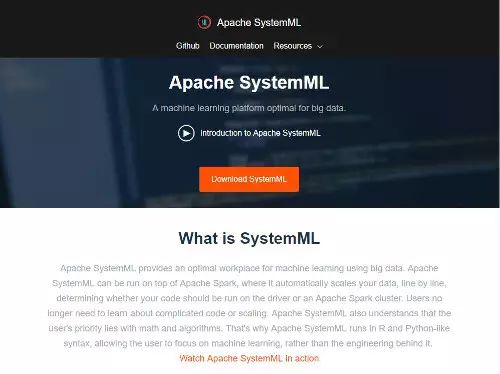 Apache SystemML
Github Documentation Resources
Apache SystemML
A machine learning platform optimal for big data.
Introduction to Apache SystemML
Download SystemML
What is SystemML
Apache SystemML provides an optimal workplace for machine learning using big data. Apache
SystemML can be run on top of Apache Spark, where it automatically scales your data, line by line,
determining whether your code should be run on the driver or an Apache Spark cluster. Users no
longer need to learn about complicated code or scaling. Apache SystemML also understands that the
user's priority lies with math and algorithms. That's why Apache SystemML runs in R and Python-like
syntax, allowing the user to focus on machine learning, rather than the engineering behind it.
Watch Apache SystemML in action